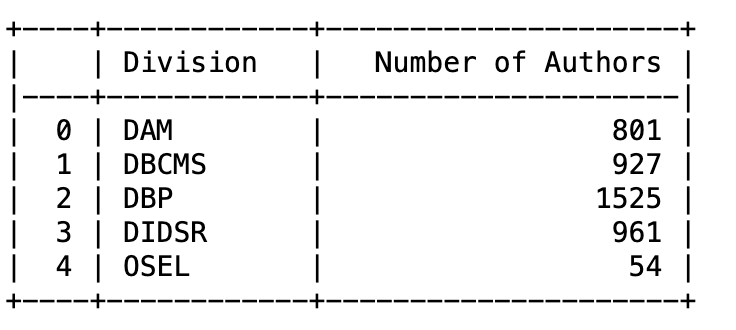 +----+-------------+-----------------------+
|    | Division    |   Number of Authors |
|----+-------------+-----------------------|
|  0 | DAM         |                 801 |
|  1 | DBCMS       |                 927 |
|  2 | DBP         |                1525 |
|  3 | DIDSR       |                 961 |
|  4 | OSEL        |                  54 |
+----+-------------+-----------------------+